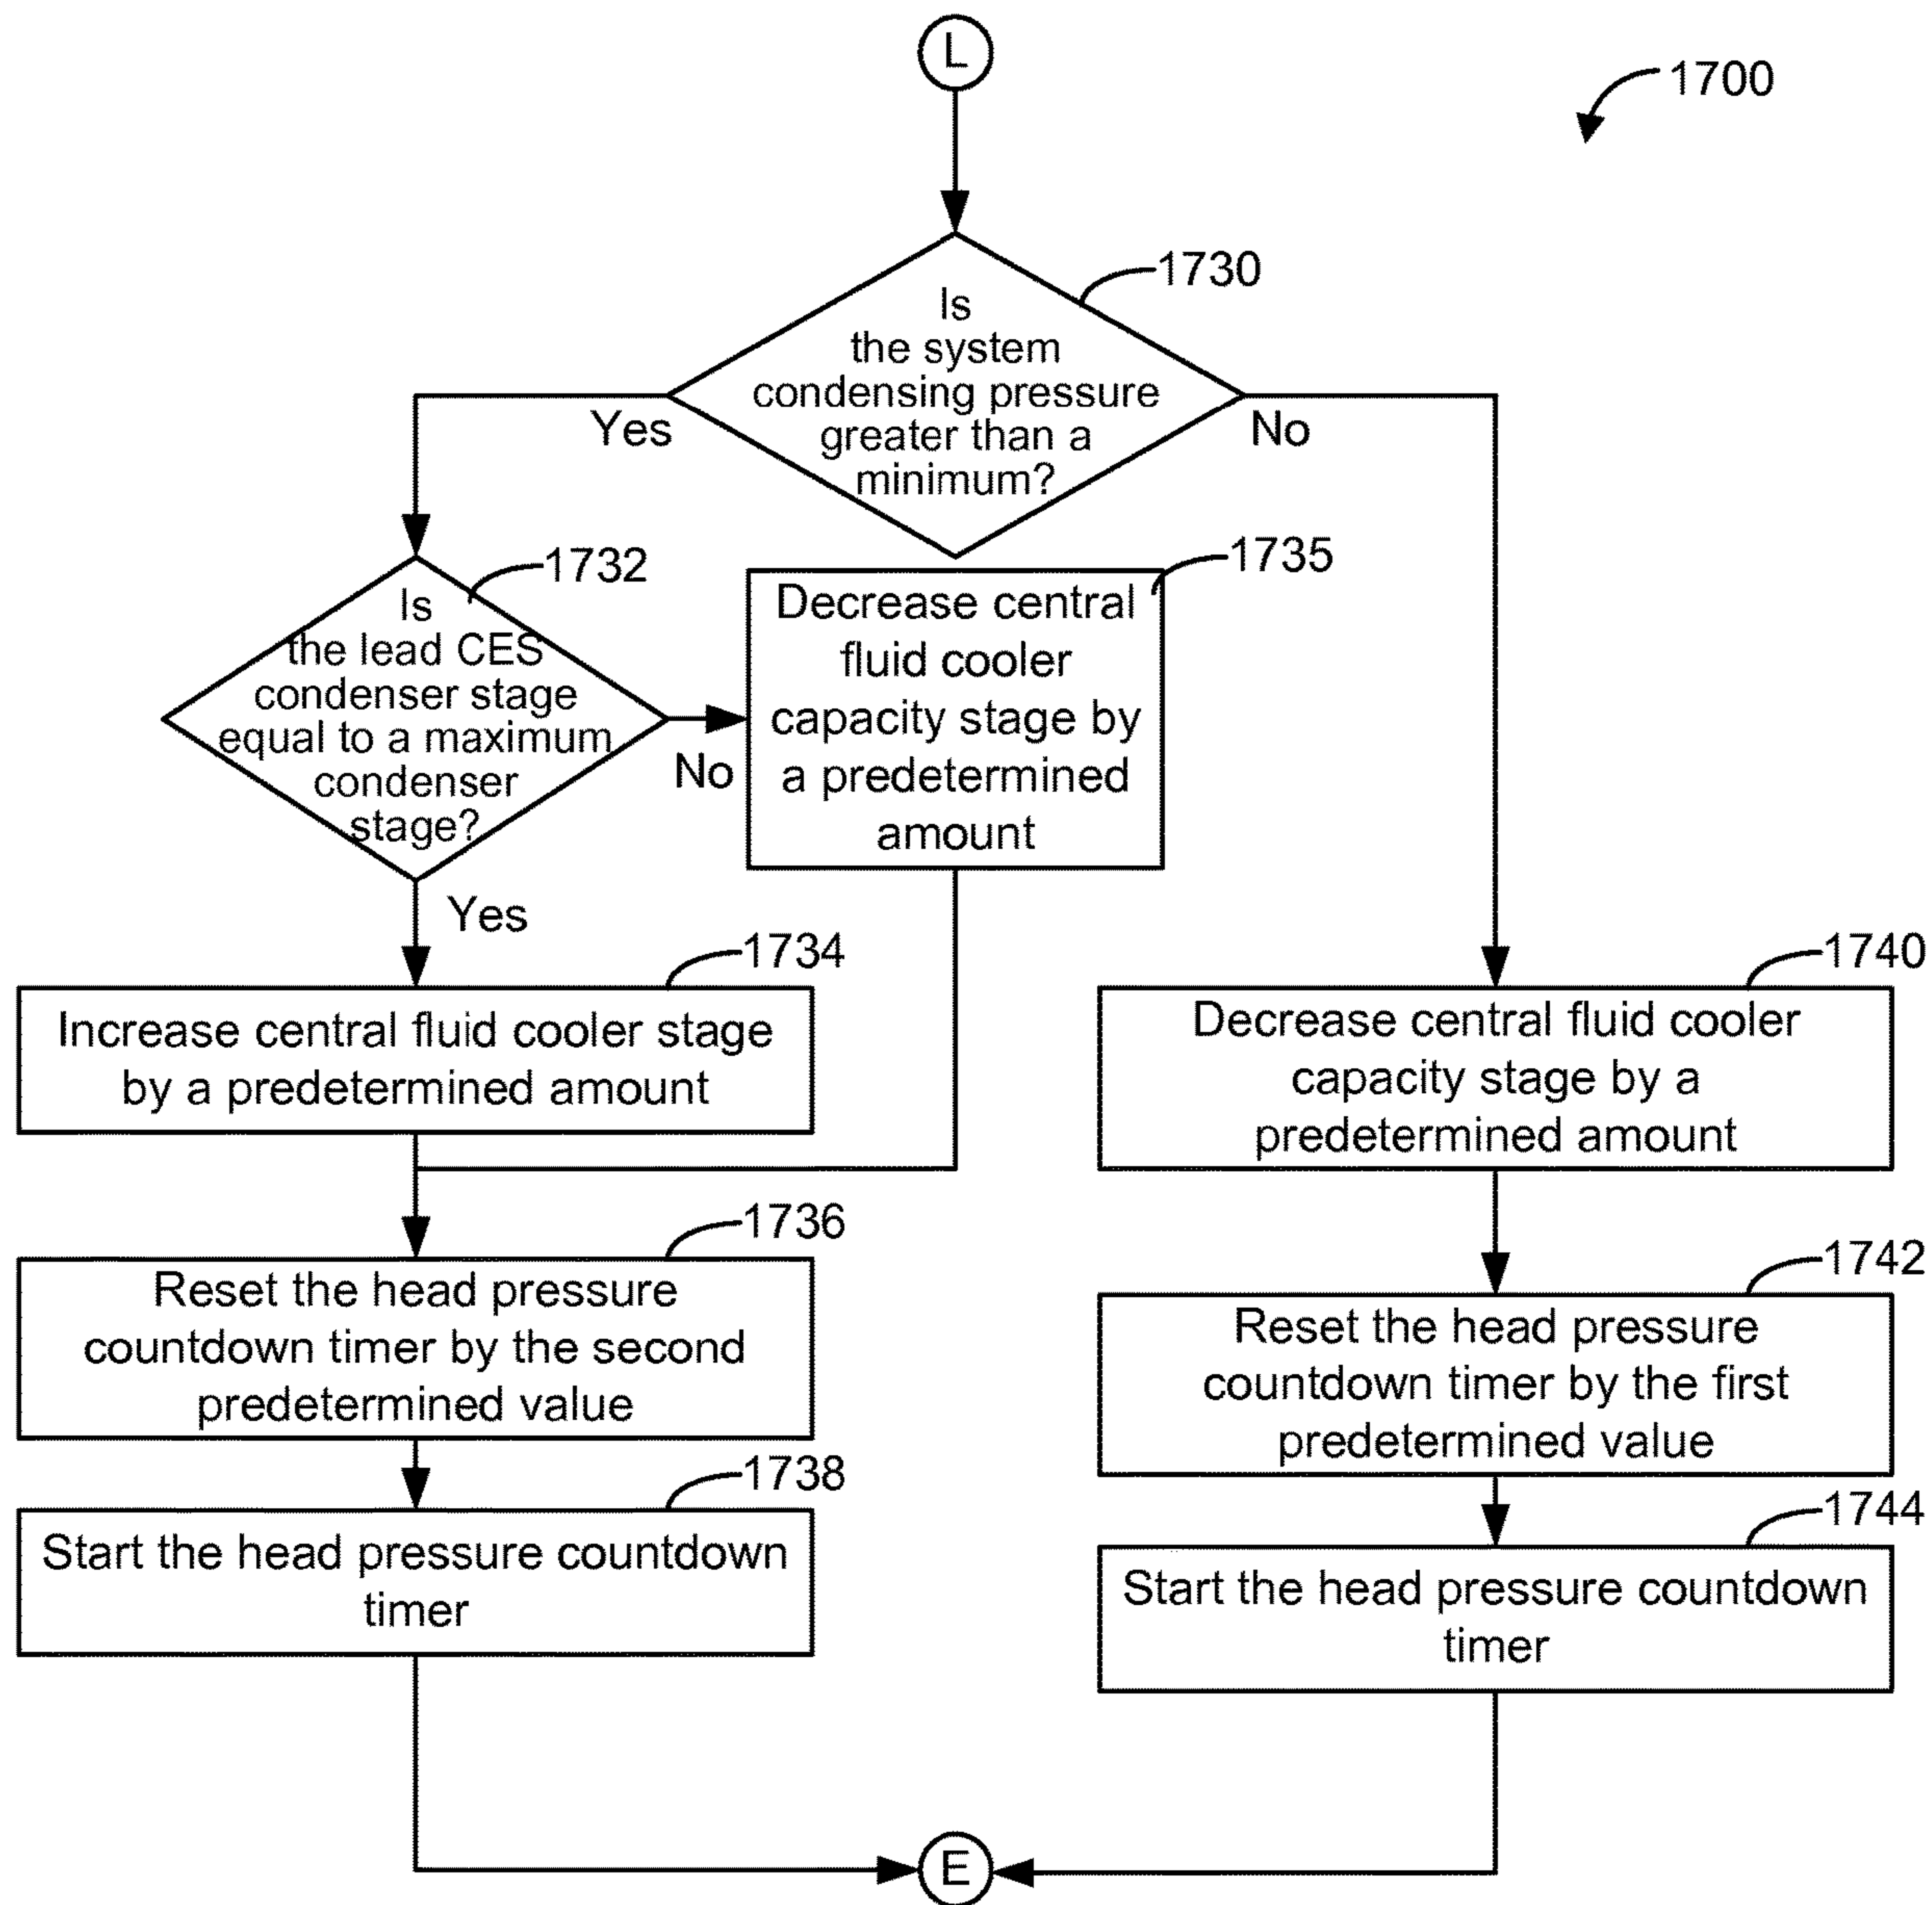 L
1700
1730
Is
the system
condensing pressure
greater than a
minimum?
Yes
No
1732
Is
the lead CES
condenser stage
equal to a maximum
condenser
stage?
No
Yes
1735
Decrease central
fluid cooler
capacity stage by
a predetermined
amount
1734
Increase central fluid cooler stage
by a predetermined amount
1740
Decrease central fluid cooler
capacity stage by a
predetermined amount
1736
Reset the head pressure
countdown timer by the second
predetermined value
1742
Reset the head pressure
countdown timer by the first
predetermined value
1738
Start the head pressure countdown
timer
1744
Start the head pressure countdown
timer
E